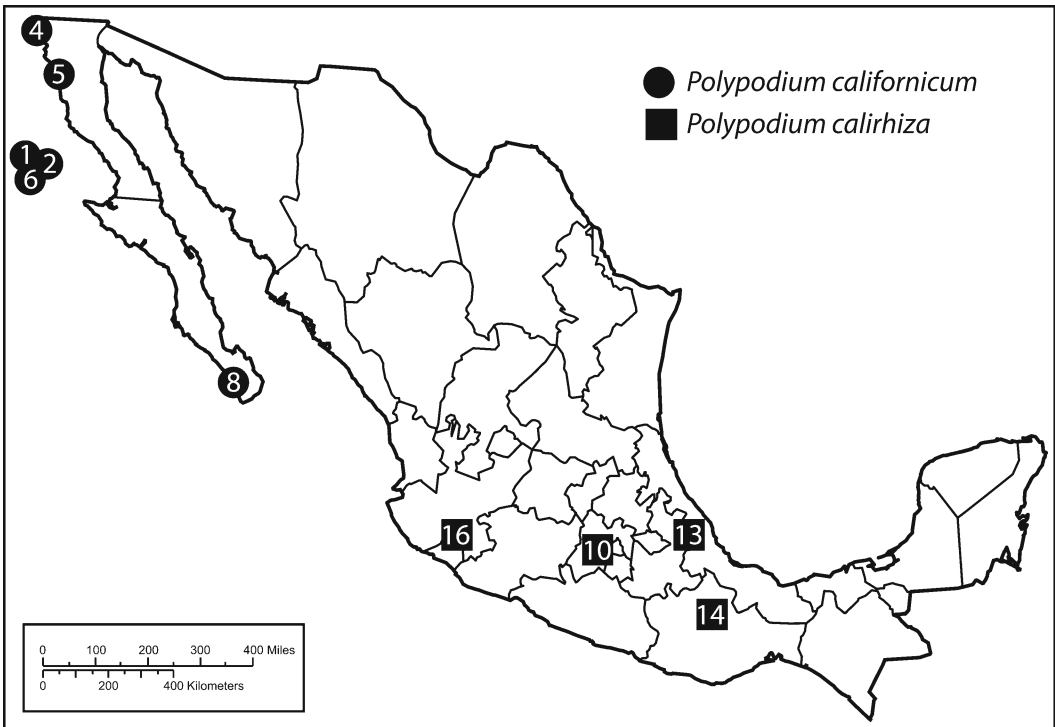 4
5
Polypodium californicum
Polypodium calirhiza
1
2
6
8
16
10
13
14
0 100 200 300 400 Miles
0 200 400 Kilometers